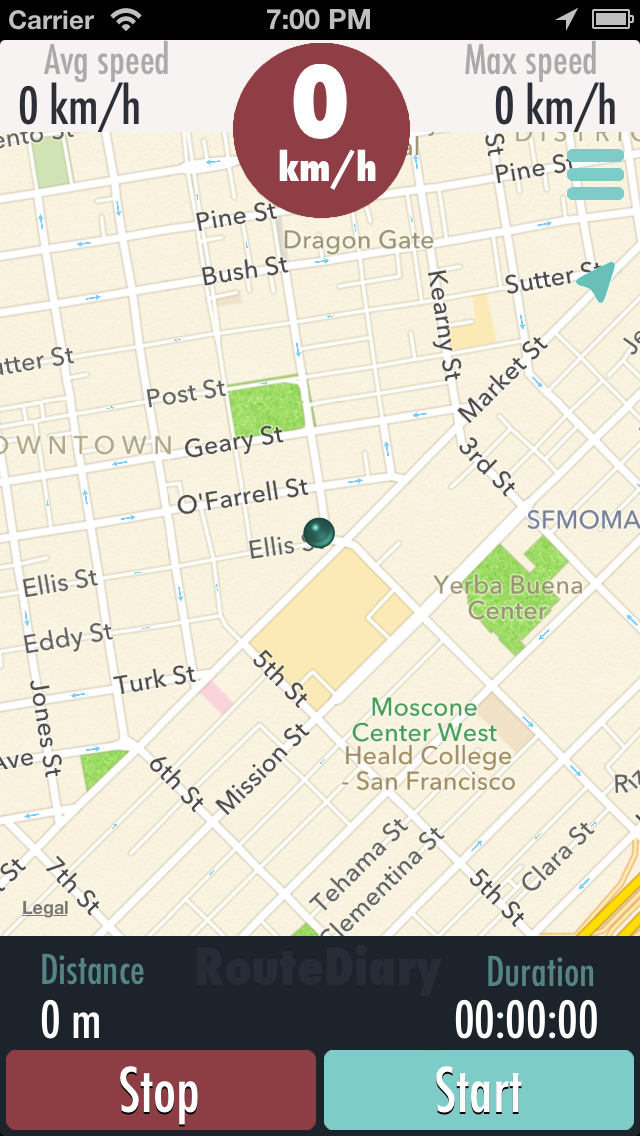 Carrier 7:00 PM
Avg speed
0 km/h
0
km/h
Max speed
0 km/h
Pine St
Pine St
Dragon Gate
Bush St
Kearny St
Sutter St
Post St
Market St
Geary St
3rd St
O'Farrell St
SFMOMA
Ellis St
Ellis St
Yerba Buena
Center
Eddy St
Turk St
5th St
Jones St
Moscone
Center West
Heald College
- San Francisco
6th St
Mission St
Tehama St
Clementina St
Clara St
5th St
7th St
Legal
RouteDiary
Distance
0 m
Duration
00:00:00
Stop
Start